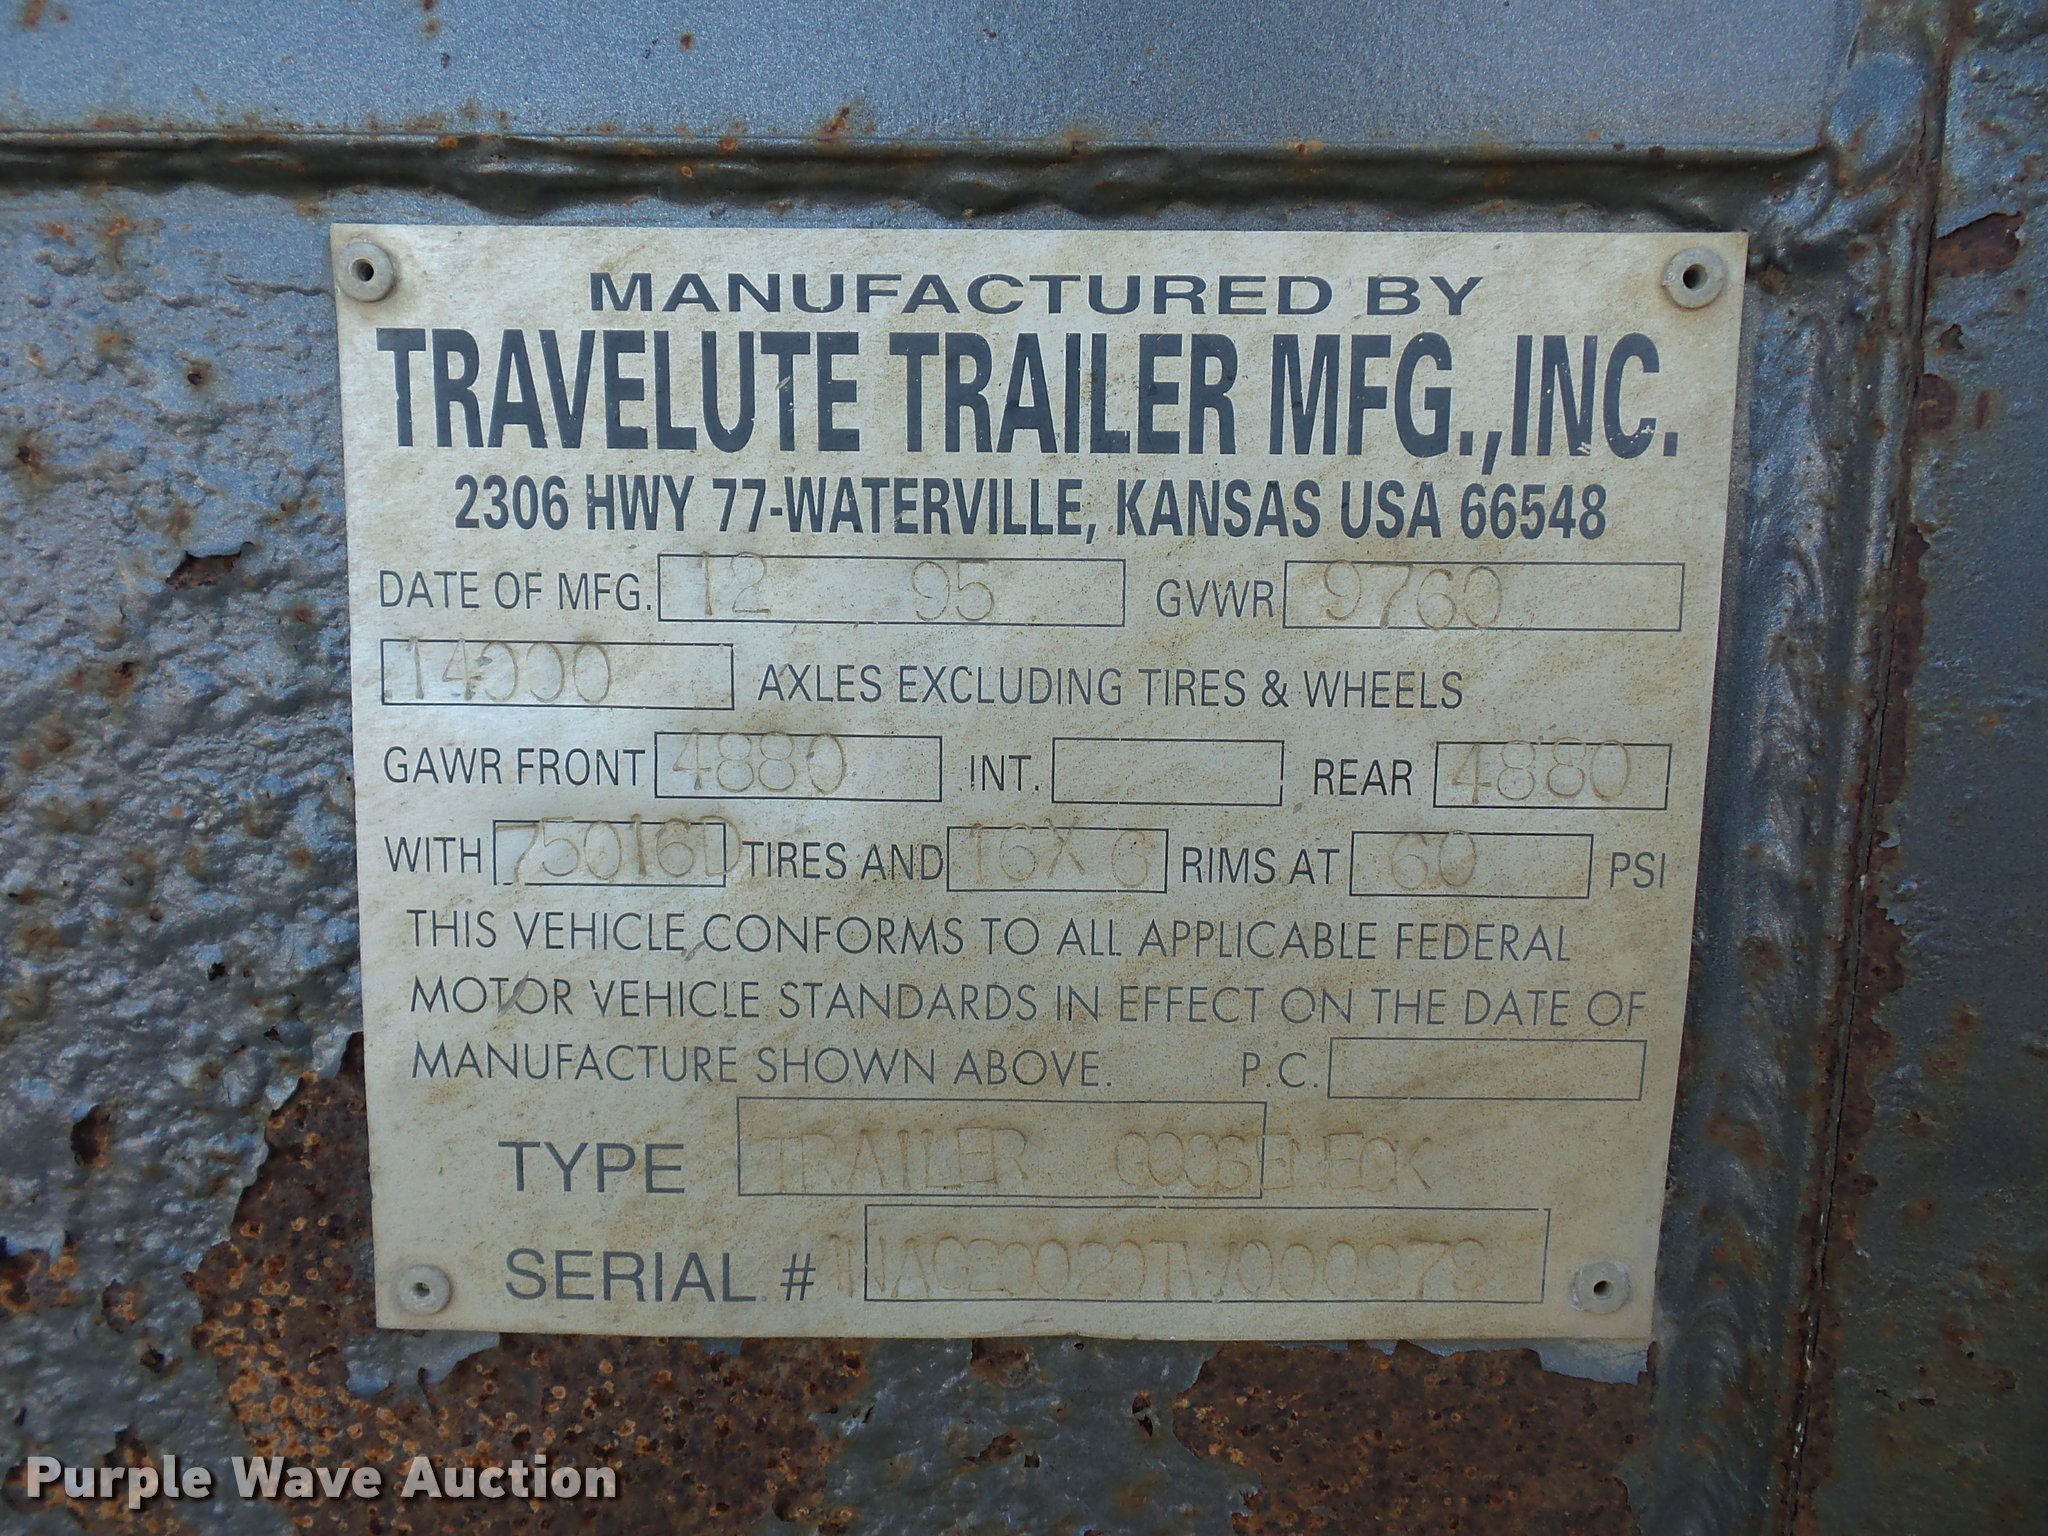 MANUFACTURED BY
TRAVELUTE TRAILER MFG., INC.
2306 HWY 77-WATERVILLE, KANSAS USA 66548
DATE OF MFG. 12 95 GVWR 9760
14000 AXLES EXCLUDING TIRES & WHEELS
GAWR FRONT 4880 INT. REAR 4880
WITH 75016D TIRES AND 16X 6 RIMS AT 60 PSI
THIS VEHICLE CONFORMS TO ALL APPLICABLE FEDERAL
MOTOR VEHICLE STANDARDS IN EFFECT ON THE DATE OF
MANUFACTURE SHOWN ABOVE. P.C.
TYPE TRAILER GOOSENECK
SERIAL #
Purple Wave Auction